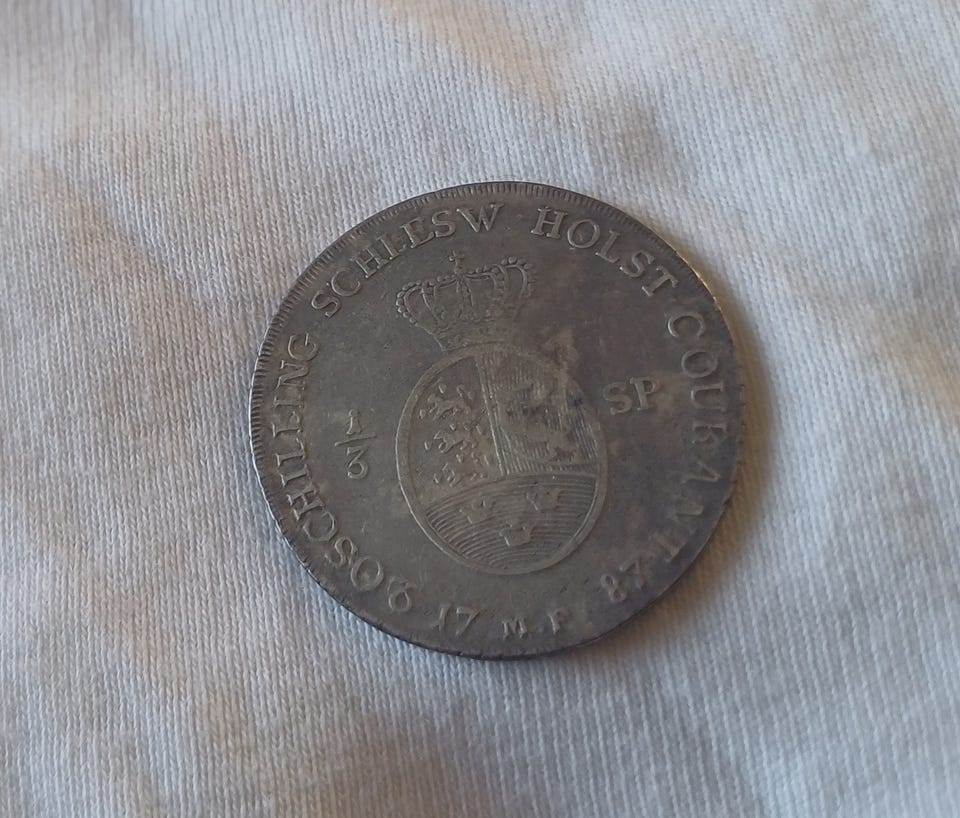 20 SCHILLING SCHLESW HOLST COURANT.
1/3 SP
17 M F 87